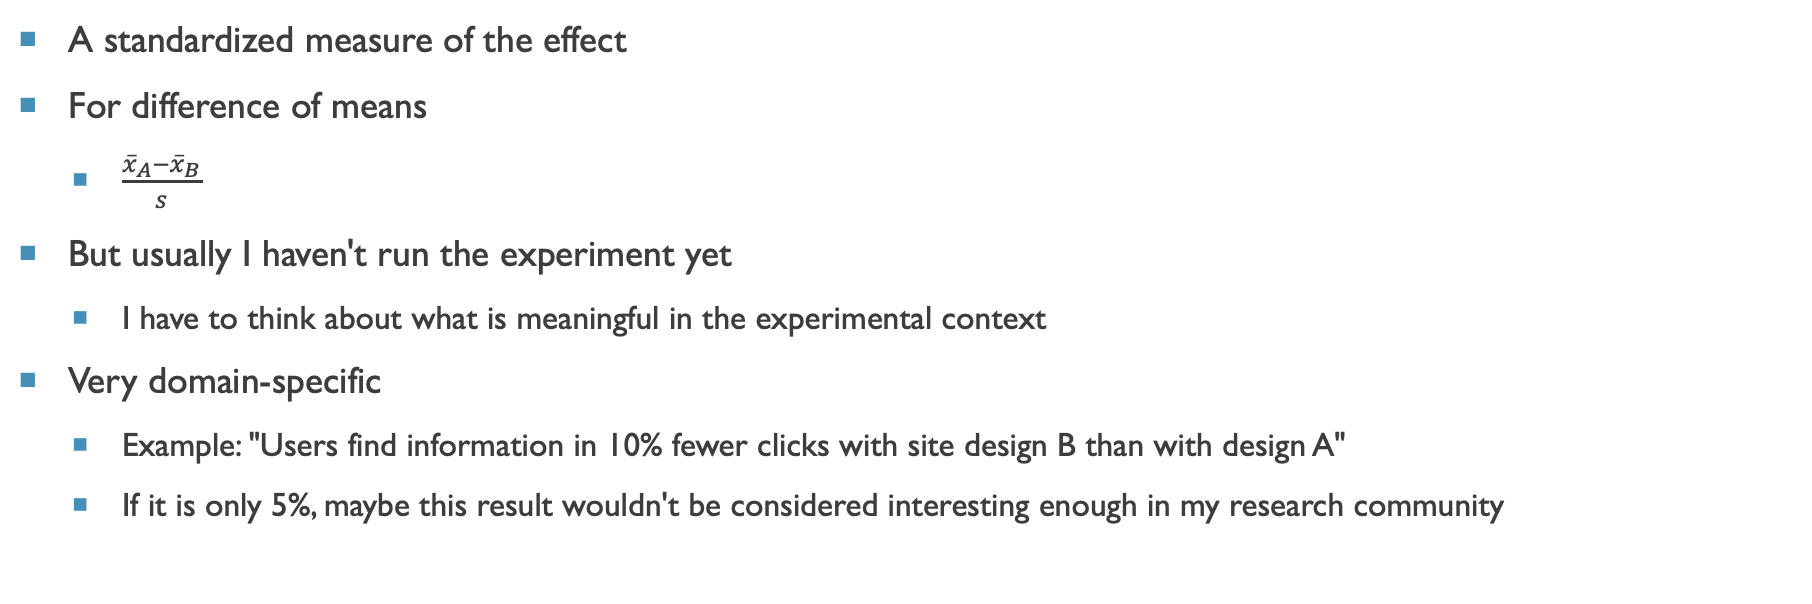 A standardized measure of the effect
For difference of means
x̄_A−x̄_B
s
But usually I haven't run the experiment yet
I have to think about what is meaningful in the experimental context
Very domain-specific
Example: "Users find information in 10% fewer clicks with site design B than with design A"
If it is only 5%, maybe this result wouldn't be considered interesting enough in my research community